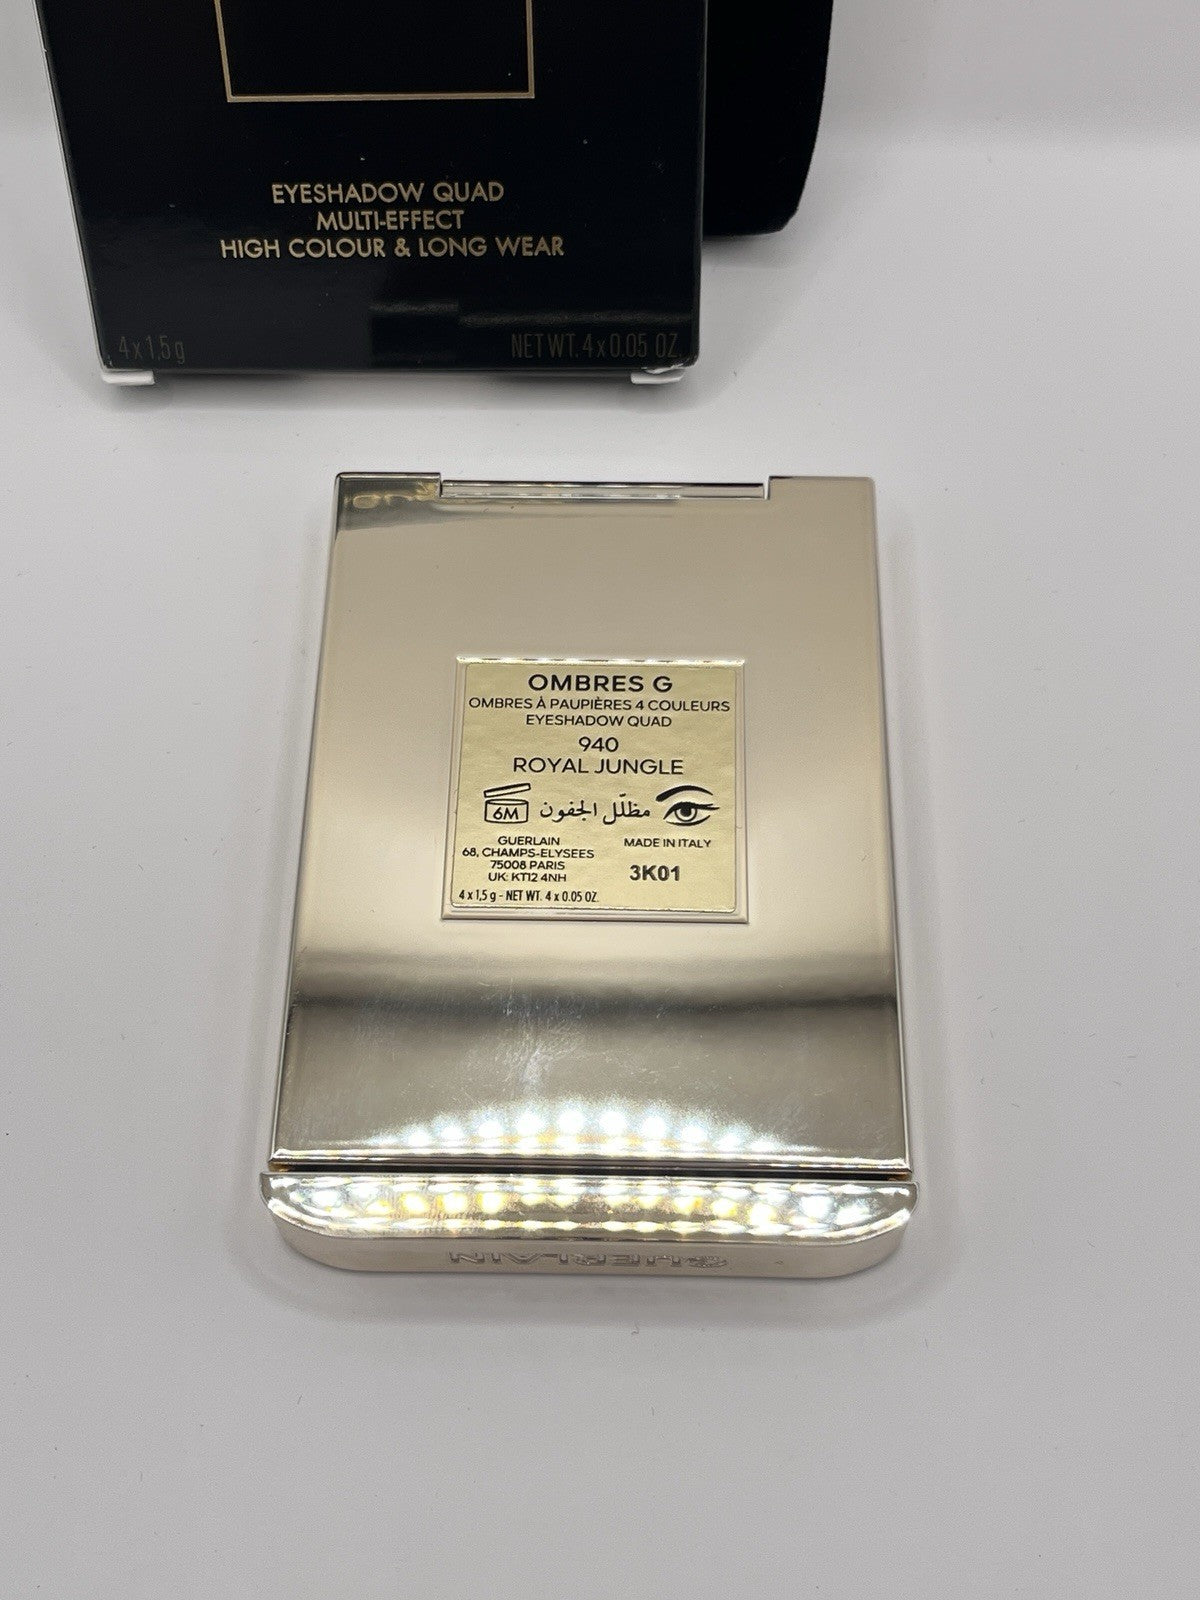 EYESHADOW QUAD
MULTI-EFFECT
HIGH COLOUR & LONG WEAR
4 x 1,5 g
NET WT. 4 x 0.05 OZ.
OMBRES G
OMBRES À PAUPIÈRES 4 COULEURS
EYESHADOW QUAD
940
ROYAL JUNGLE
6M
مظلّل الجفون
GUERLAIN
68, CHAMPS-ELYSEES
75008 PARIS
UK: KT12 4NH
MADE IN ITALY
3K01
4 x 1,5 g - NET WT. 4 x 0.05 OZ.
GUERLAIN